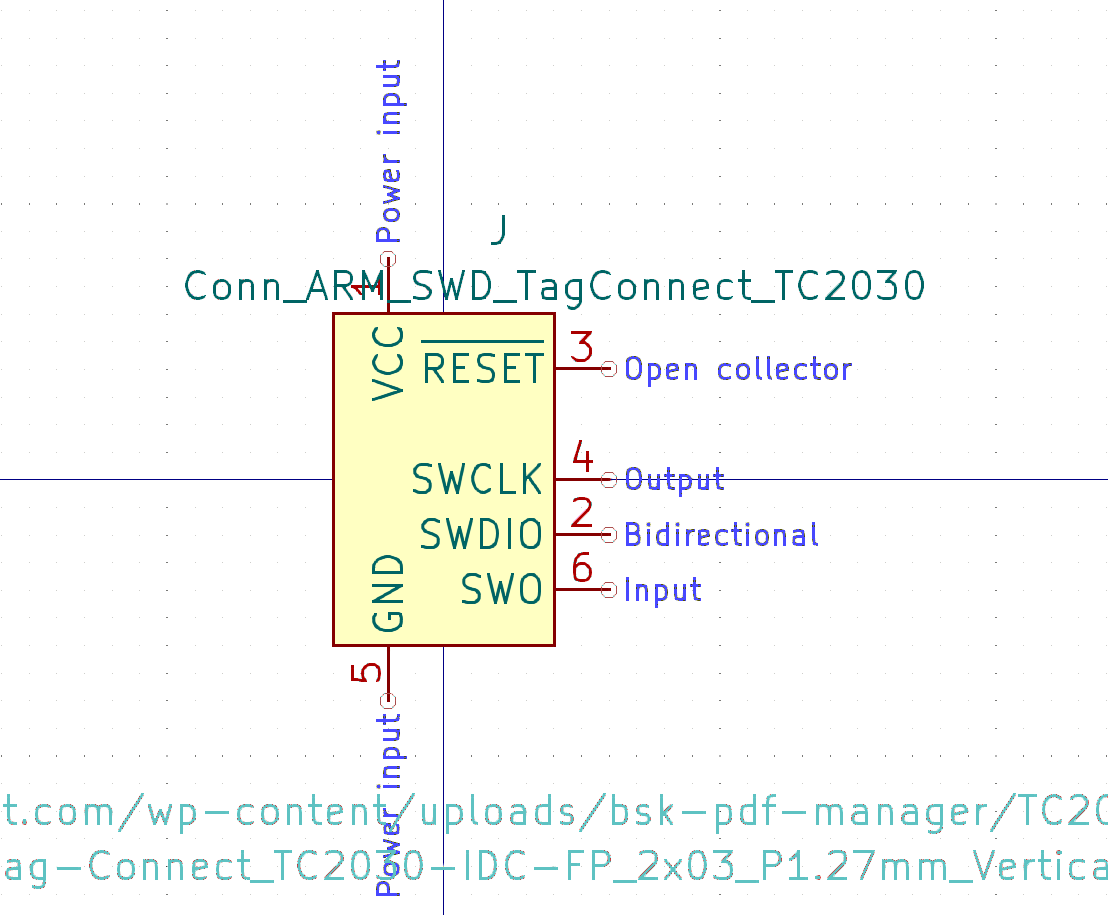 Power input
J
Conn_ARM_SWD_TagConnect_TC2030
1
VCC
RESET
3
Open collector
SWCLK
4
Output
SWDIO
2
Bidirectional
SWO
6
Input
GND
5
Power input
t.com/wp-content/uploads/bsk-pdf-manager/TC20
ag-Connect_TC2030-IDC-FP_2x03_P1.27mm_Vertica